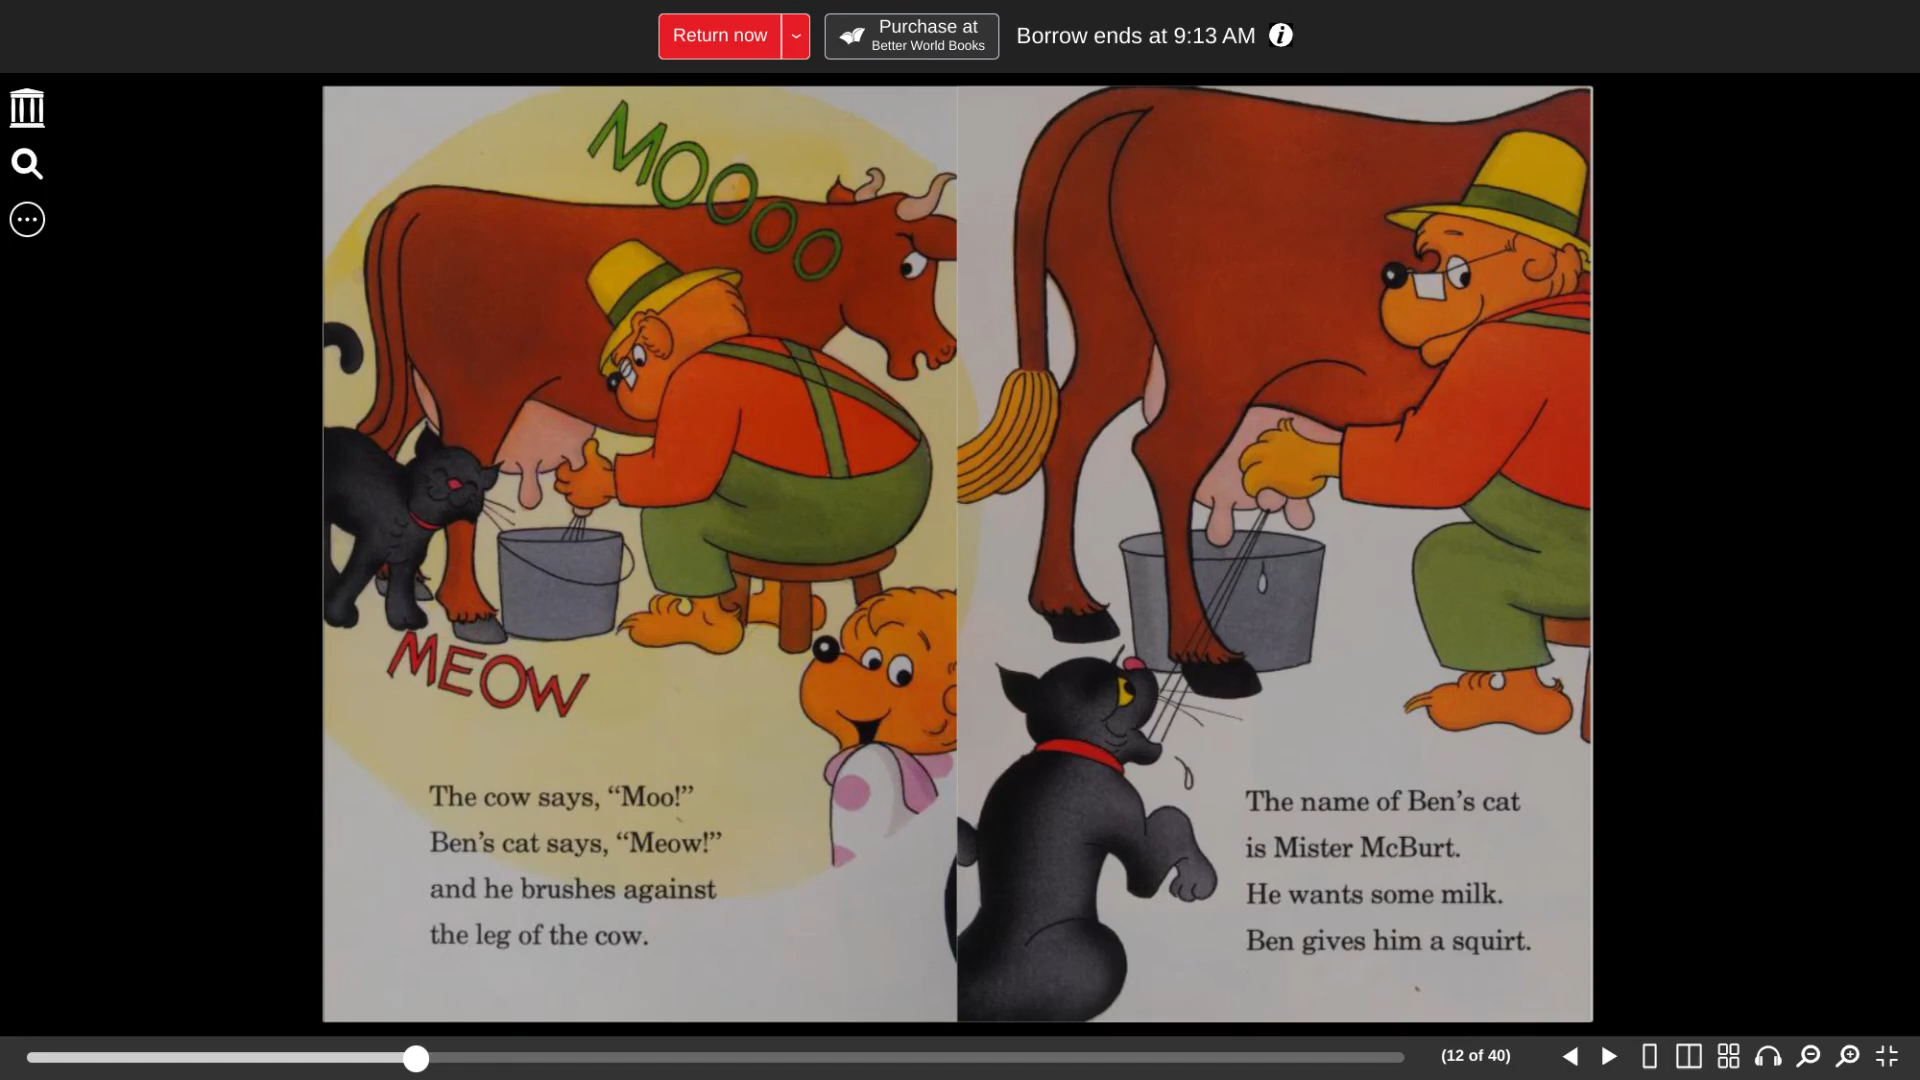 Return now
Purchase at
Better World Books
Borrow ends at 9:13 AM
MOOOO
MEOW
The cow says, “Moo!”
Ben’s cat says, “Meow!”
and he brushes against
the leg of the cow.
The name of Ben’s cat
is Mister McBurt.
He wants some milk.
Ben gives him a squirt.
(12 of 40)